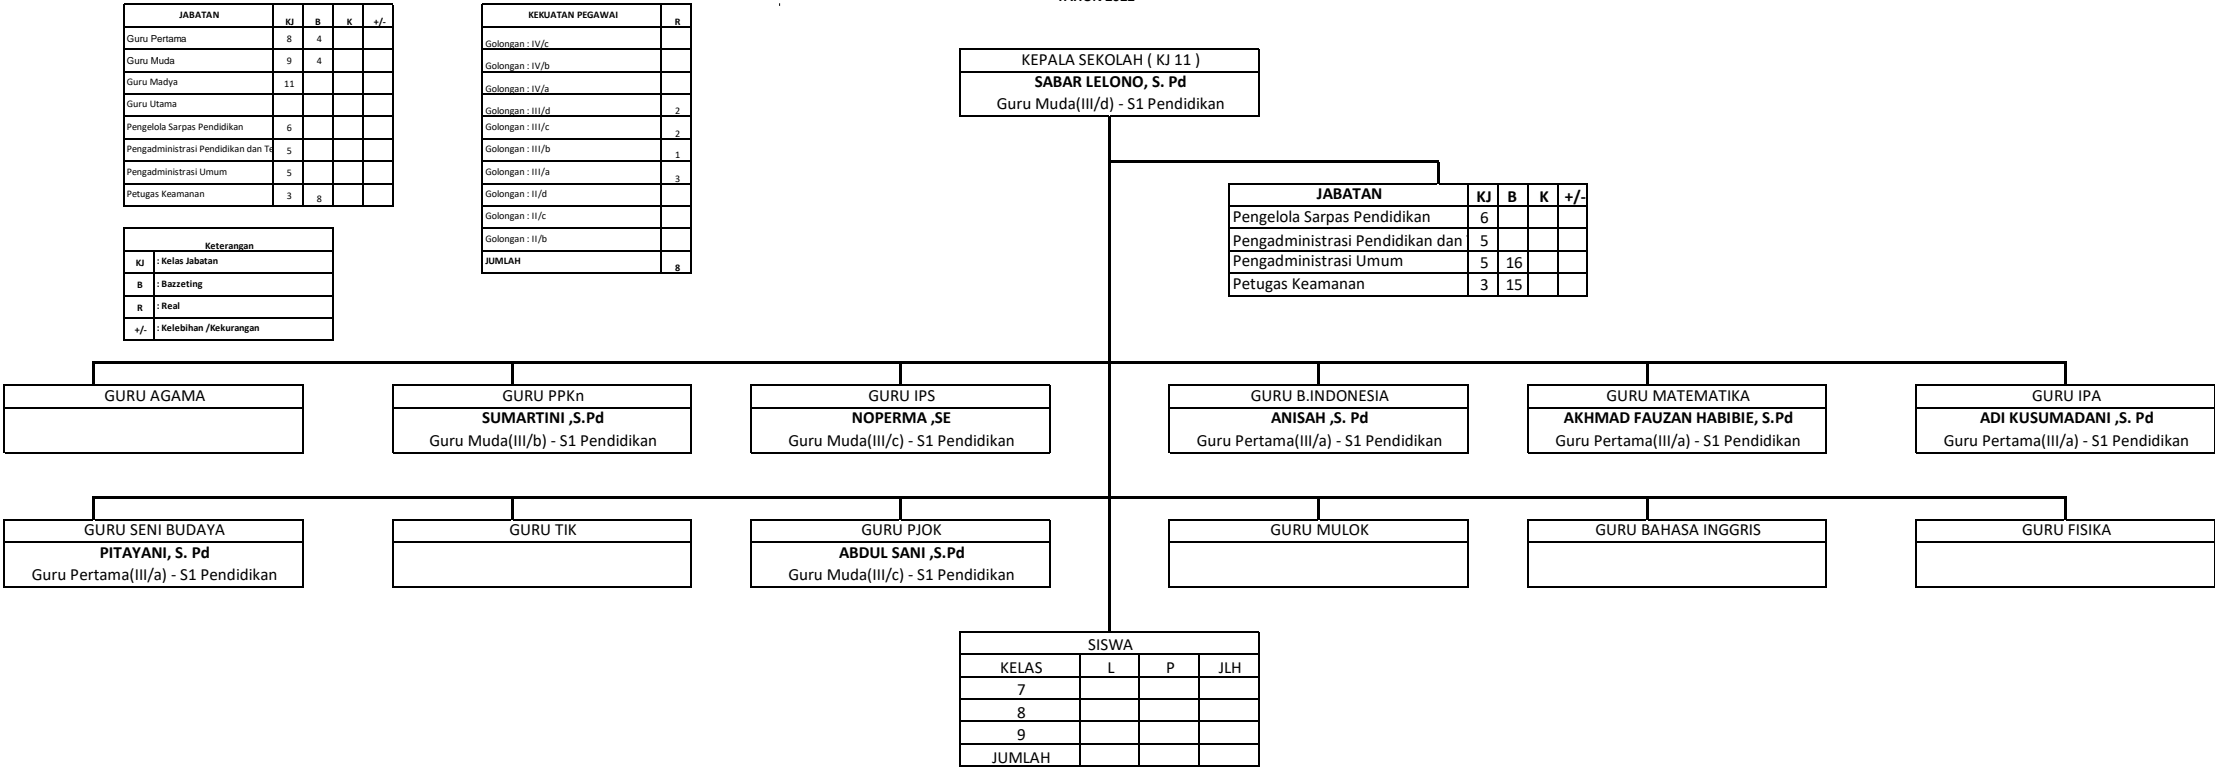 JABATAN KJ B K +/-
Guru Pertama 8 4
Guru Muda 9 4
Guru Madya 11
Guru Utama
Pengelola Sarpas Pendidikan 6
Pengadministrasi Pendidikan dan Te 5
Pengadministrasi Umum 5
Petugas Keamanan 3 8
Keterangan
KJ : Kelas Jabatan
B : Bazzeting
R : Real
+/- : Kelebihan /Kekurangan
KEKUATAN PEGAWAI R
Golongan : IV/c
Golongan : IV/b
Golongan : IV/a
Golongan : III/d 2
Golongan : III/c 2
Golongan : III/b 1
Golongan : III/a 3
Golongan : II/d
Golongan : II/c
Golongan : II/b
JUMLAH 8
KEPALA SEKOLAH ( KJ 11 )
SABAR LELONO, S. Pd
Guru Muda(III/d) - S1 Pendidikan
JABATAN KJ B K +/-
Pengelola Sarpas Pendidikan 6
Pengadministrasi Pendidikan dan 5
Pengadministrasi Umum 5 16
Petugas Keamanan 3 15
GURU AGAMA
GURU PPKn
SUMARTINI ,S.Pd
Guru Muda(III/b) - S1 Pendidikan
GURU IPS
NOPERMA ,SE
Guru Muda(III/c) - S1 Pendidikan
GURU B.INDONESIA
ANISAH ,S. Pd
Guru Pertama(III/a) - S1 Pendidikan
GURU MATEMATIKA
AKHMAD FAUZAN HABIBIE, S.Pd
Guru Pertama(III/a) - S1 Pendidikan
GURU IPA
ADI KUSUMADANI ,S. Pd
Guru Pertama(III/a) - S1 Pendidikan
GURU SENI BUDAYA
PITAYANI, S. Pd
Guru Pertama(III/a) - S1 Pendidikan
GURU TIK
GURU PJOK
ABDUL SANI ,S.Pd
Guru Muda(III/c) - S1 Pendidikan
GURU MULOK
GURU BAHASA INGGRIS
GURU FISIKA
SISWA
KELAS L P JLH
7
8
9
JUMLAH